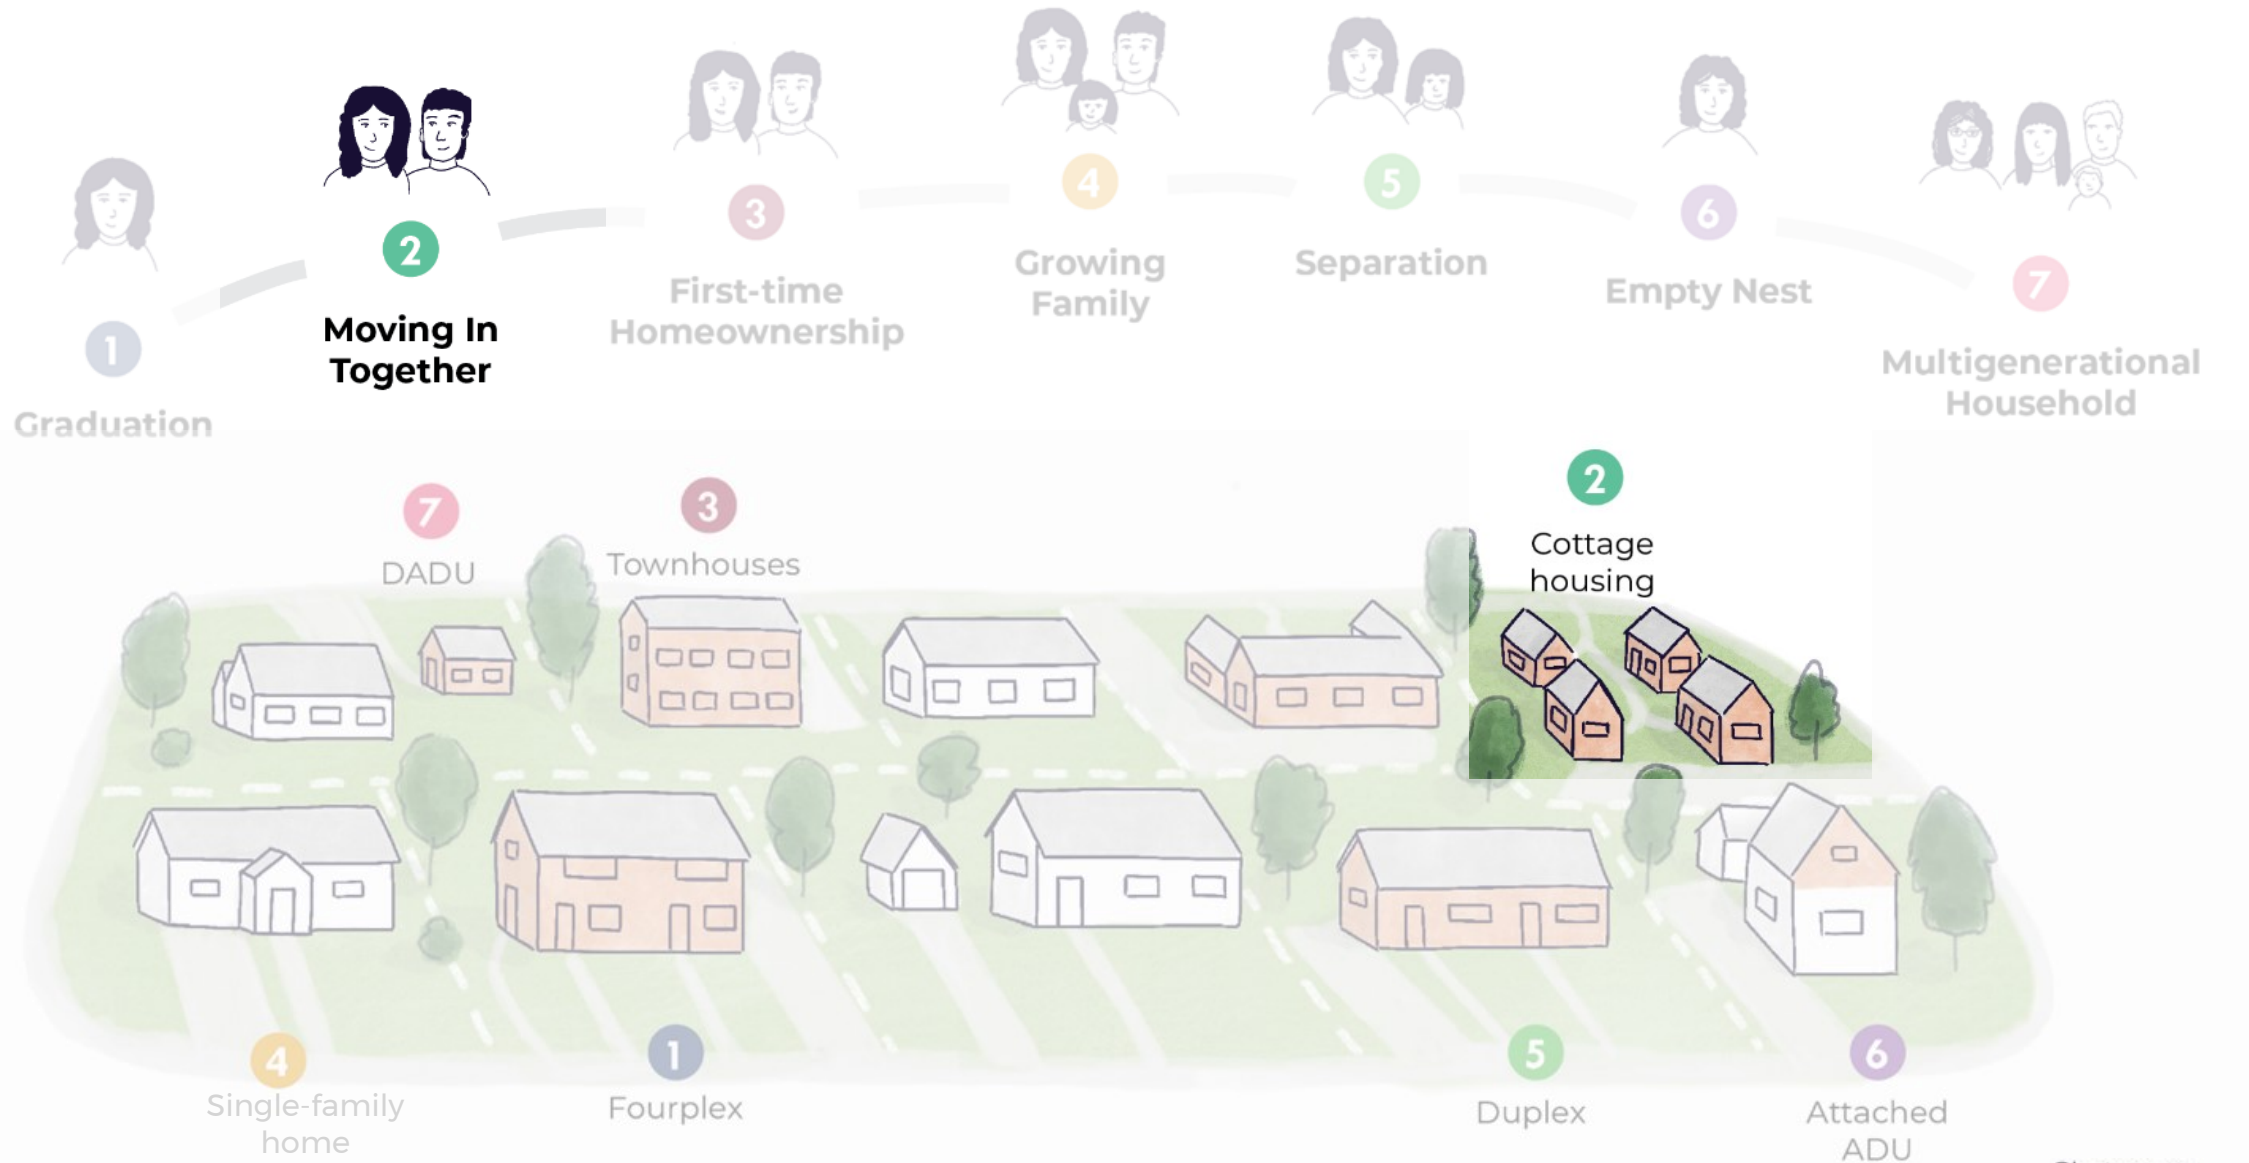 1
Graduation
2
Moving In
Together
3
First-time
Homeownership
4
Growing
Family
5
Separation
6
Empty Nest
7
Multigenerational
Household
7
DADU
3
Townhouses
2
Cottage
housing
4
Single-family
home
1
Fourplex
5
Duplex
6
Attached
ADU